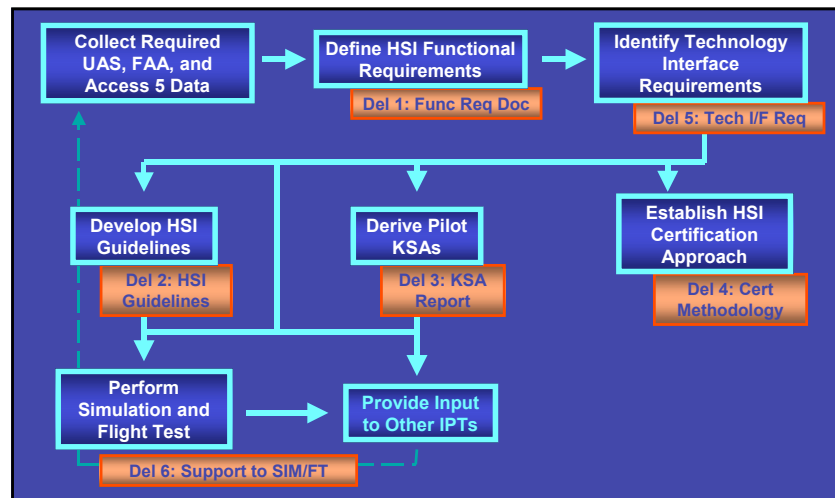 Collect Required
UAS, FAA, and
Access 5 Data
Define HSI Functional
Requirements
Del 1: Func Req Doc
Identify Technology
Interface
Requirements
Del 5: Tech I/F Req
Develop HSI
Guidelines
Del 2: HSI
Guidelines
Derive Pilot
KSAs
Del 3: KSA
Report
Establish HSI
Certification
Approach
Del 4: Cert
Methodology
Perform
Simulation and
Flight Test
Provide Input
to Other IPTs
Del 6: Support to SIM/FT